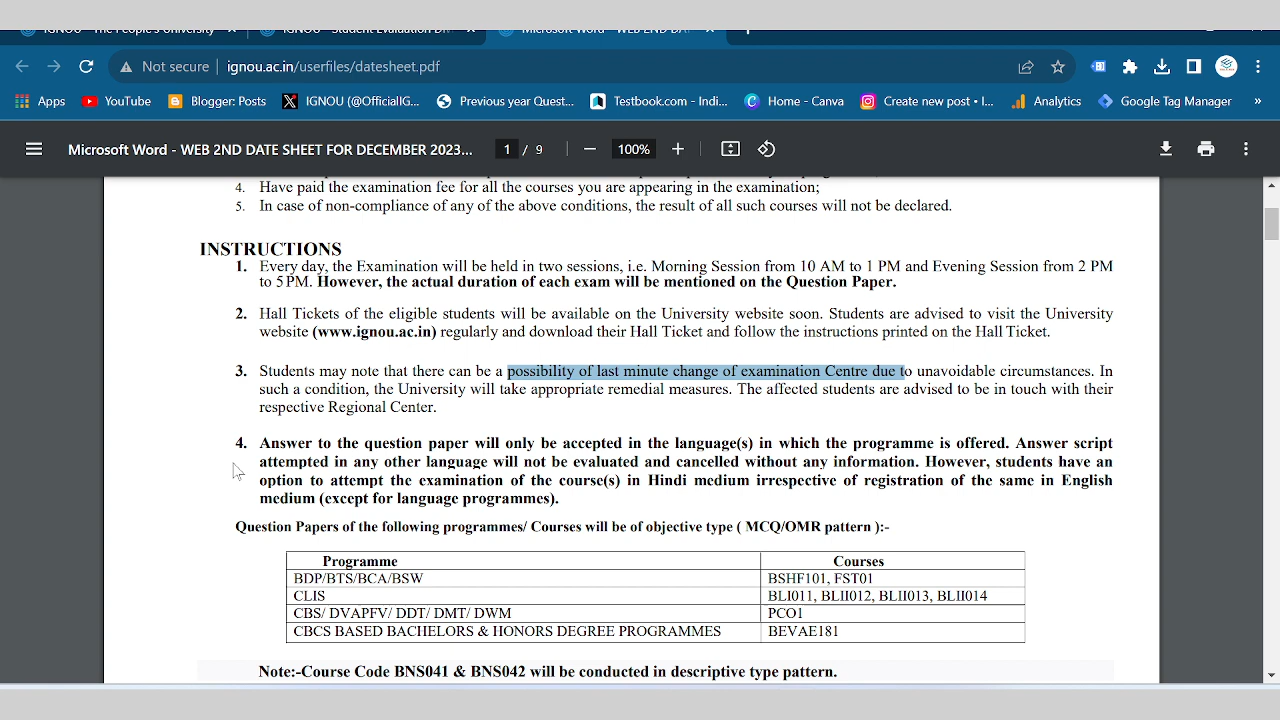 IGNOU - The People's University
IGNOU - Student Evaluation Di
Microsoft Word - WEB 2ND DA
Not secure
ignou.ac.in/userfiles/datesheet.pdf
Apps
YouTube
Blogger: Posts
IGNOU (@OfficialIG...
Previous year Quest...
Testbook.com - Indi...
Home - Canva
Create new post • I...
Analytics
Google Tag Manager
»
Microsoft Word - WEB 2ND DATE SHEET FOR DECEMBER 2023...
1 / 9
100%
4. Have paid the examination fee for all the courses you are appearing in the examination;
5. In case of non-compliance of any of the above conditions, the result of all such courses will not be declared.
INSTRUCTIONS
1. Every day, the Examination will be held in two sessions, i.e. Morning Session from 10 AM to 1 PM and Evening Session from 2 PM
to 5 PM. However, the actual duration of each exam will be mentioned on the Question Paper.
2. Hall Tickets of the eligible students will be available on the University website soon. Students are advised to visit the University
website (www.ignou.ac.in) regularly and download their Hall Ticket and follow the instructions printed on the Hall Ticket.
3. Students may note that there can be a possibility of last minute change of examination Centre due to unavoidable circumstances. In
such a condition, the University will take appropriate remedial measures. The affected students are advised to be in touch with their
respective Regional Center.
4. Answer to the question paper will only be accepted in the language(s) in which the programme is offered. Answer script
attempted in any other language will not be evaluated and cancelled without any information. However, students have an
option to attempt the examination of the course(s) in Hindi medium irrespective of registration of the same in English
medium (except for language programmes).
Question Papers of the following programmes/ Courses will be of objective type ( MCQ/OMR pattern ):-
Programme Courses
BDP/BTS/BCA/BSW BSHF101, FST01
CLIS BLI011, BLII012, BLII013, BLII014
CBS/ DVAPFV/ DDT/ DMT/ DWM PCO1
CBCS BASED BACHELORS & HONORS DEGREE PROGRAMMES BEVAE181
Note:-Course Code BNS041 & BNS042 will be conducted in descriptive type pattern.